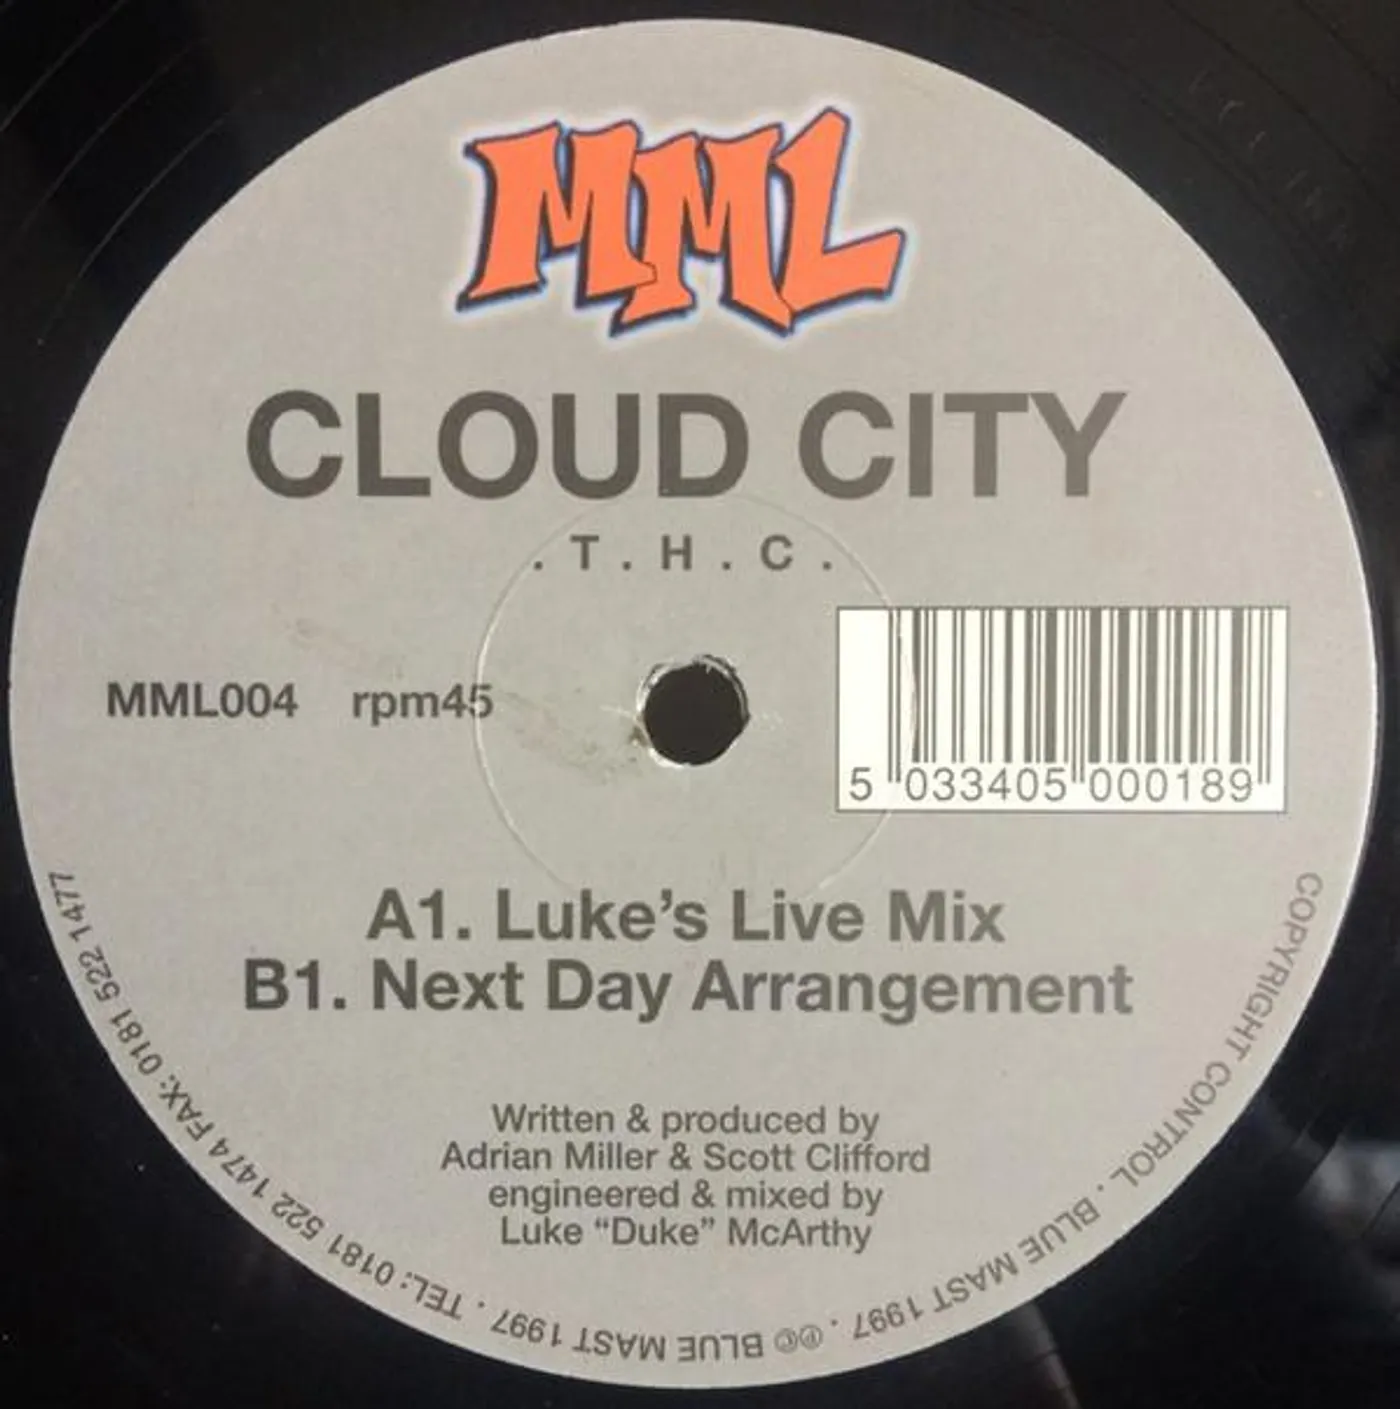 MML
CLOUD CITY
. T . H . C .
MML004 rpm45
5 033405 000189
A1. Luke's Live Mix
B1. Next Day Arrangement
Written & produced by
Adrian Miller & Scott Clifford
engineered & mixed by
Luke “Duke” McArthy
COPYRIGHT CONTROL . BLUE MAST 1997 . ℗© BLUE MAST 1997 . TEL: 0181 522 1474 FAX: 0181 522 1477